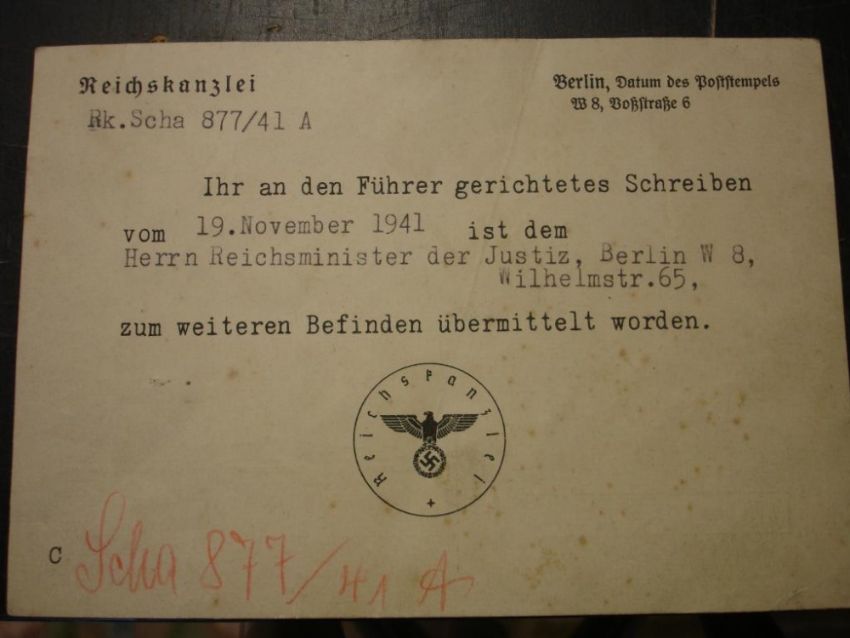 Reichskanzlei
Rk.Scha 877/41 A
Berlin, Datum des Poststempels
W 8, Voßstraße 6
Ihr an den Führer gerichtetes Schreiben
vom 19.November 1941 ist dem
Herrn Reichsminister der Justiz, Berlin W 8,
Wilhelmstr.65,
zum weiteren Befinden übermittelt worden.
Reichskanzlei
C Scha 877/41 A